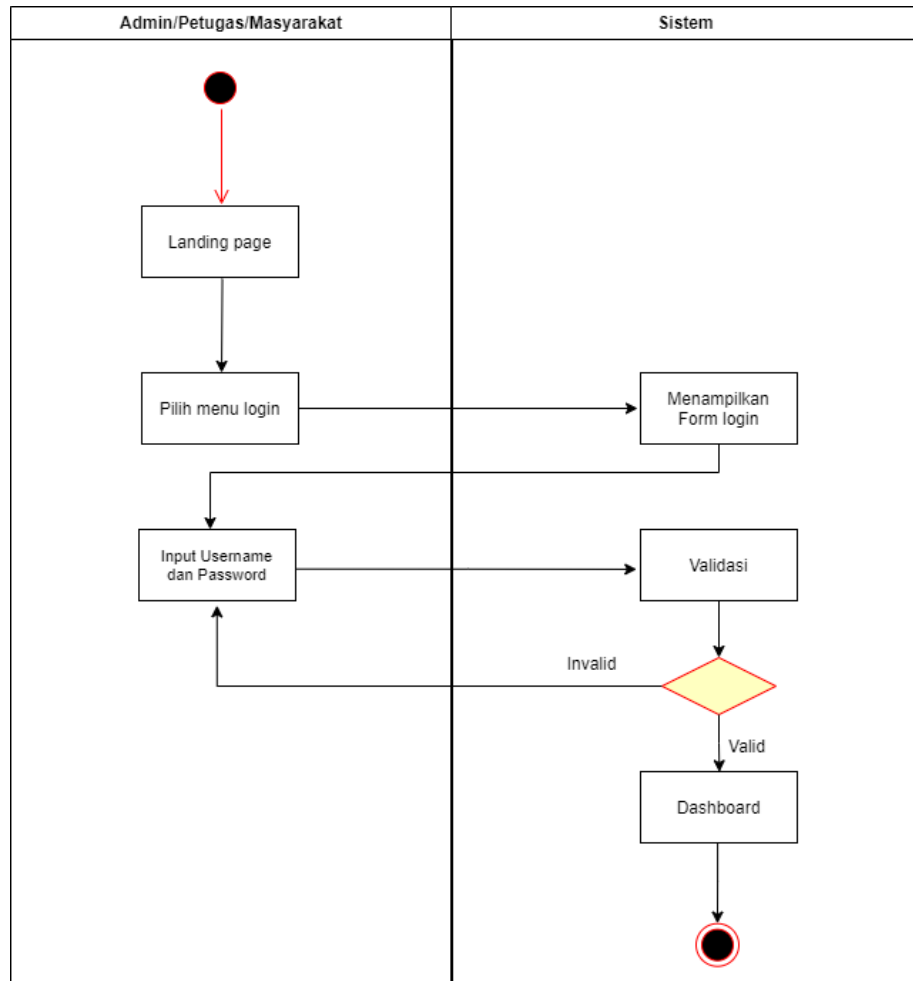 Admin/Petugas/Masyarakat
Sistem
Landing page
Pilih menu login
Menampilkan
Form login
Input Username
dan Password
Validasi
Invalid
Valid
Dashboard